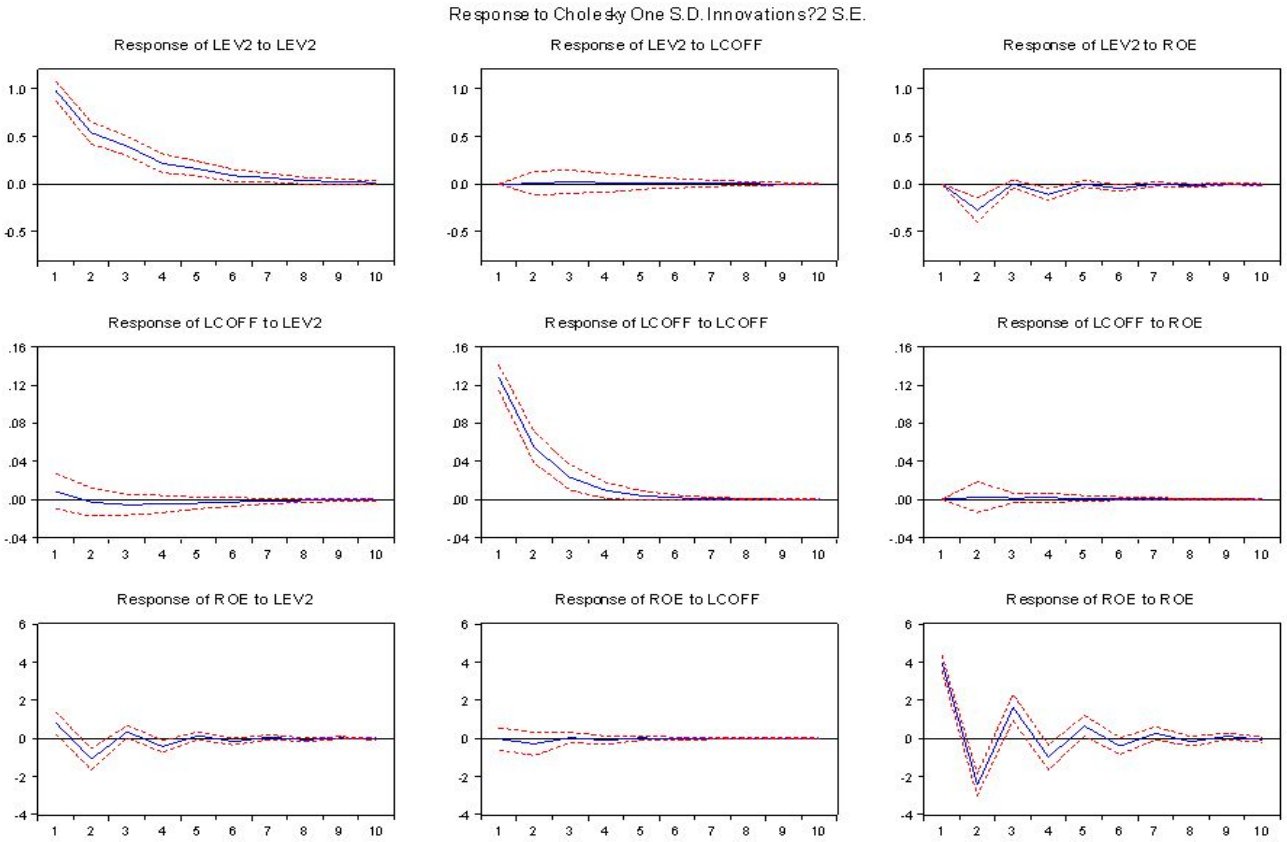 Response to Cholesky One S.D. Innovations?2 S.E.
Response of LEV2 to LEV2
1.0
0.5
0.0
-0.5
1 2 3 4 5 6 7 8 9 10
Response of LEV2 to LCOFF
1.0
0.5
0.0
-0.5
1 2 3 4 5 6 7 8 9 10
Response of LEV2 to ROE
1.0
0.5
0.0
-0.5
1 2 3 4 5 6 7 8 9 10
Response of LCOFF to LEV2
.16
.12
.08
.04
.00
-.04
1 2 3 4 5 6 7 8 9 10
Response of LCOFF to LCOFF
.16
.12
.08
.04
.00
-.04
1 2 3 4 5 6 7 8 9 10
Response of LCOFF to ROE
.16
.12
.08
.04
.00
-.04
1 2 3 4 5 6 7 8 9 10
Response of ROE to LEV2
6
4
2
0
-2
-4
1 2 3 4 5 6 7 8 9 10
Response of ROE to LCOFF
6
4
2
0
-2
-4
1 2 3 4 5 6 7 8 9 10
Response of ROE to ROE
6
4
2
0
-2
-4
1 2 3 4 5 6 7 8 9 10